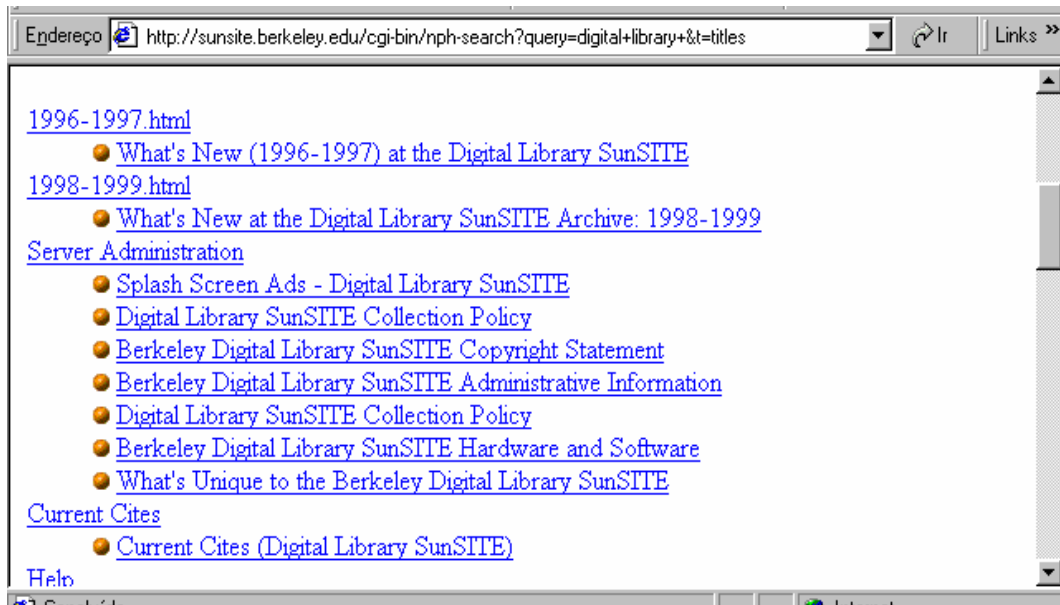 Endereço http://sunsite.berkeley.edu/cgi-bin/nph-search?query=digital+library+&t=titles Ir Links »
1996-1997.html
What's New (1996-1997) at the Digital Library SunSITE
1998-1999.html
What's New at the Digital Library SunSITE Archive: 1998-1999
Server Administration
Splash Screen Ads - Digital Library SunSITE
Digital Library SunSITE Collection Policy
Berkeley Digital Library SunSITE Copyright Statement
Berkeley Digital Library SunSITE Administrative Information
Digital Library SunSITE Collection Policy
Berkeley Digital Library SunSITE Hardware and Software
What's Unique to the Berkeley Digital Library SunSITE
Current Cites
Current Cites (Digital Library SunSITE)
Help